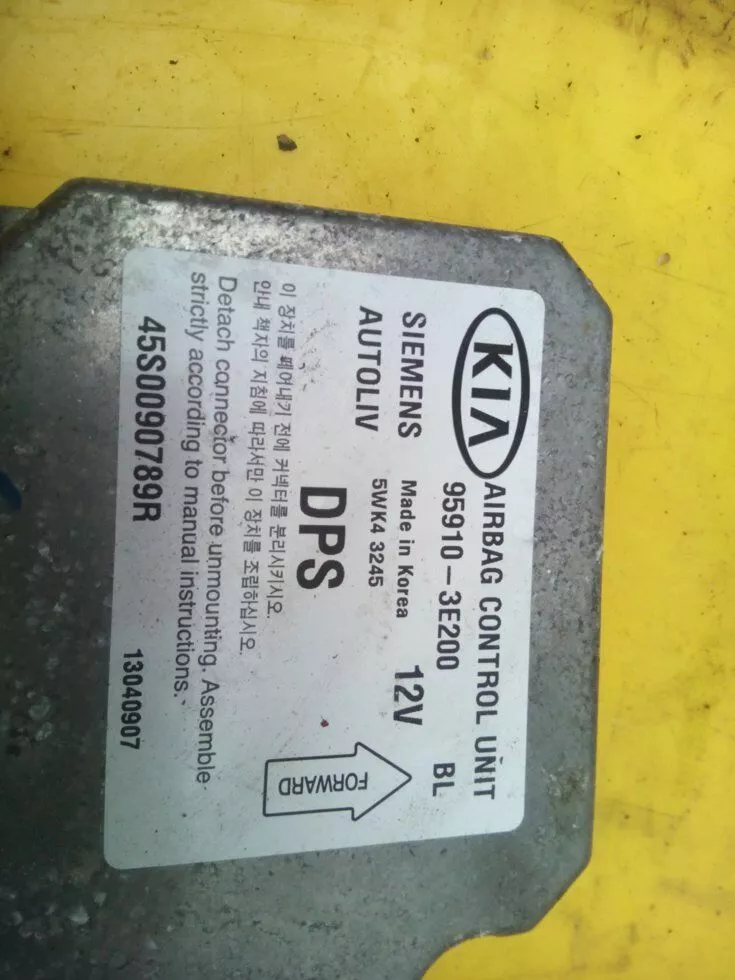 KIA AIRBAG CONTROL UNIT
95910-3E200 BL
SIEMENS Made in Korea 12V
AUTOLIV 5WK4 3245
FORWARD
DPS
이 장치를 떼어내기 전에 커넥터를 분리시키시오.
안내 책자의 지침에 따라서만 이 장치를 조립하십시오.
Detach connector before unmounting. Assemble
strictly according to manual instructions.
45S0090789R 13040907